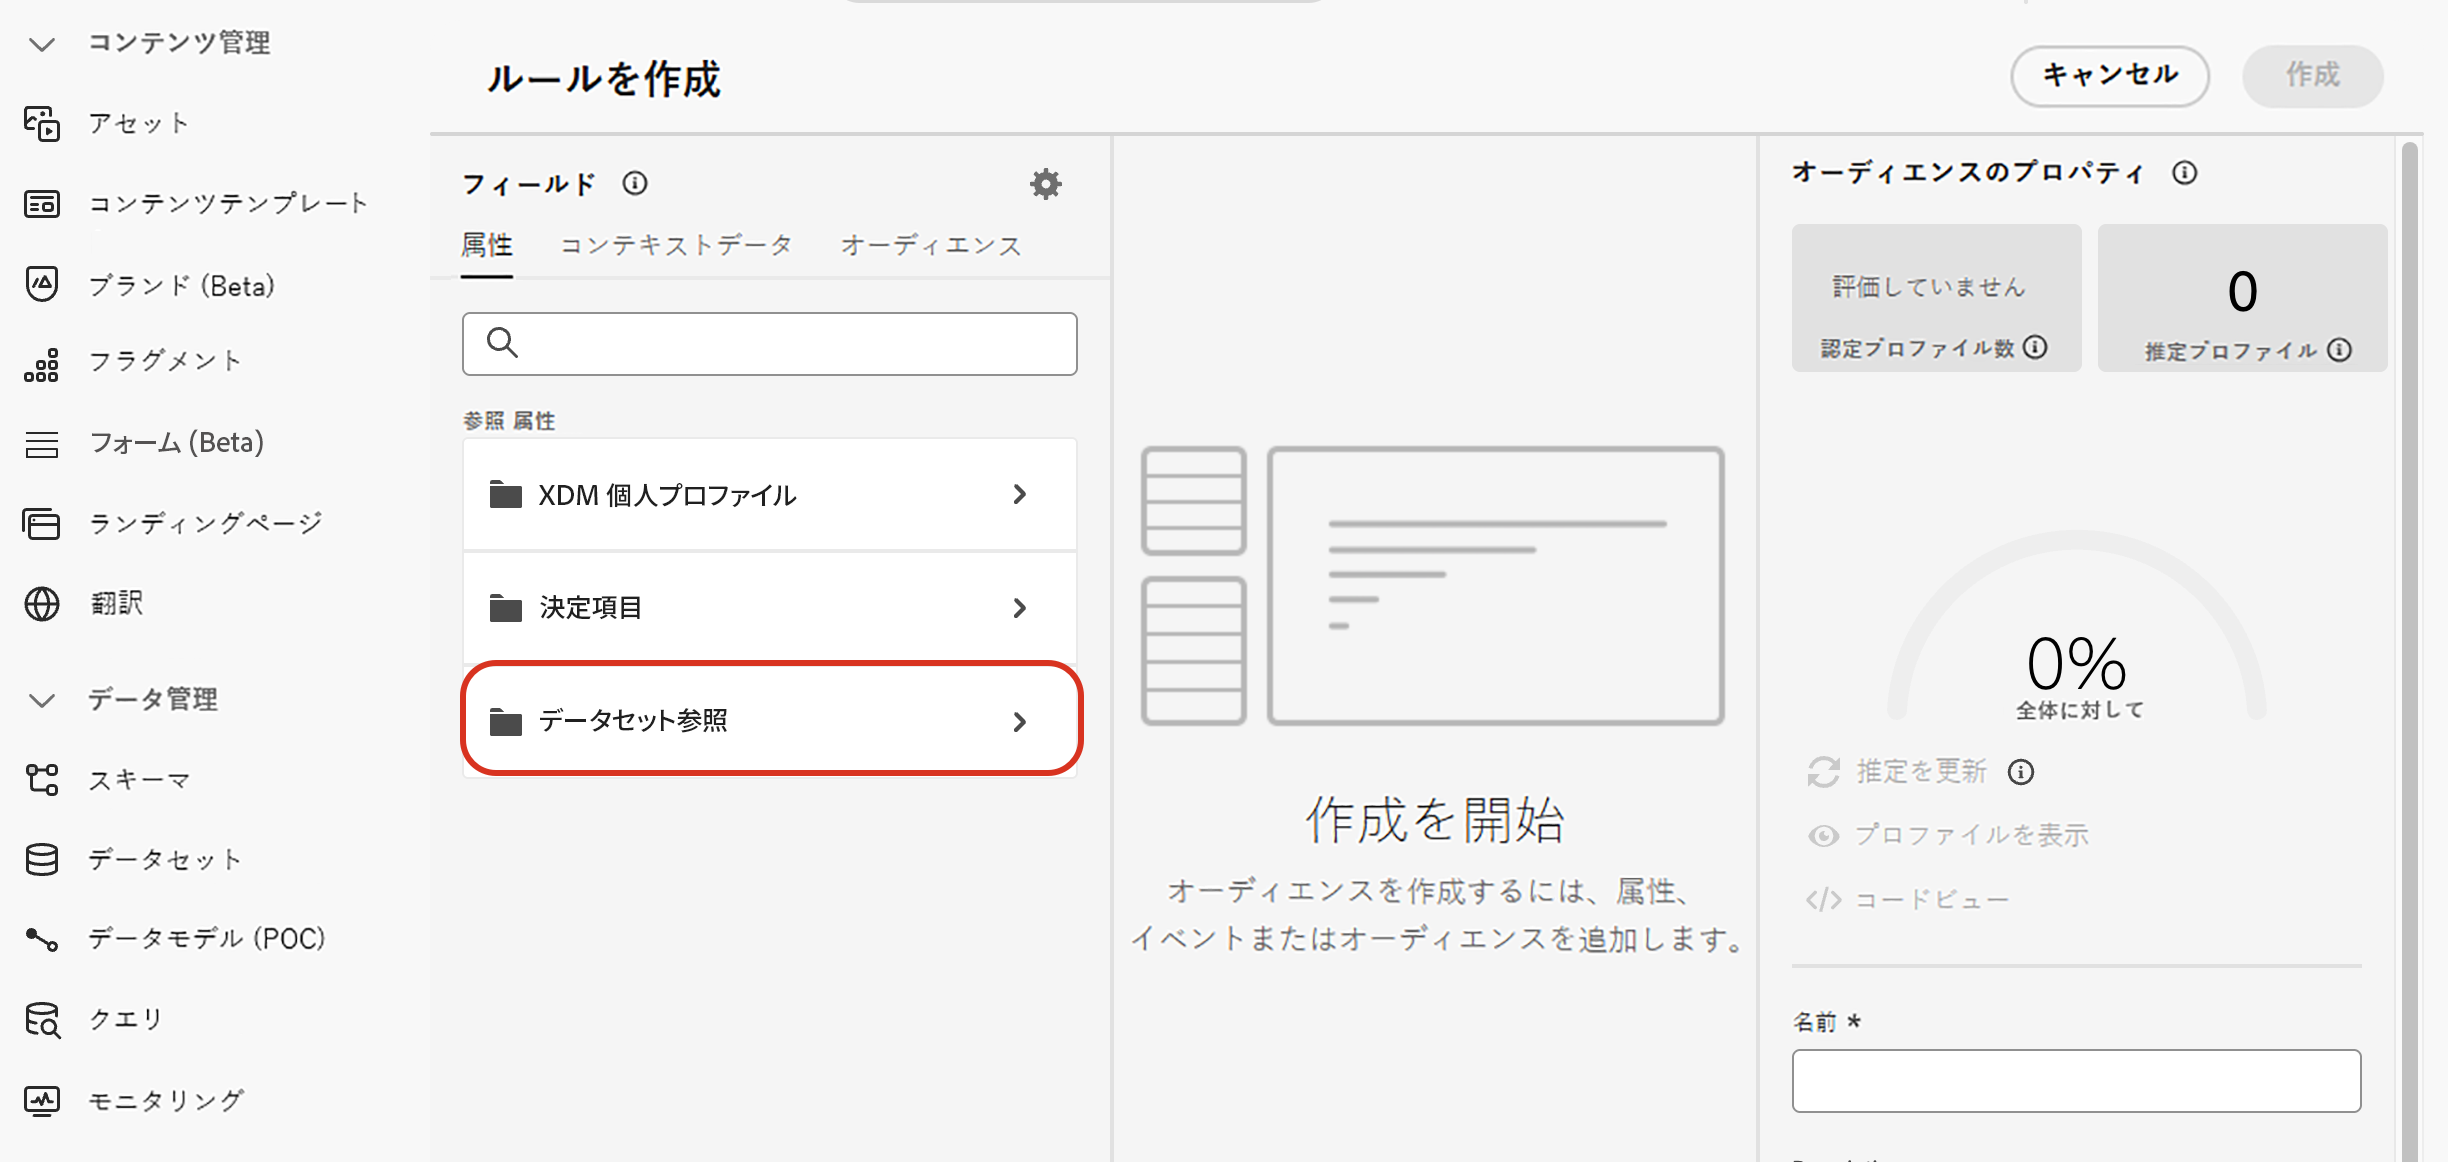 コンテンツ管理
アセット
コンテンツテンプレート
ブランド (Beta)
フラグメント
フォーム (Beta)
ランディングページ
翻訳
データ管理
スキーマ
データセット
データモデル (POC)
クエリ
モニタリング
ルールを作成
キャンセル
作成
フィールド
属性 コンテキストデータ オーディエンス
参照 属性
XDM 個人プロファイル
決定項目
データセット参照
作成を開始
オーディエンスを作成するには、属性、
イベントまたはオーディエンスを追加します。
オーディエンスのプロパティ
評価していません
認定プロファイル数
0
推定プロファイル
0%
全体に対して
推定を更新
プロファイルを表示
コードビュー
名前 *